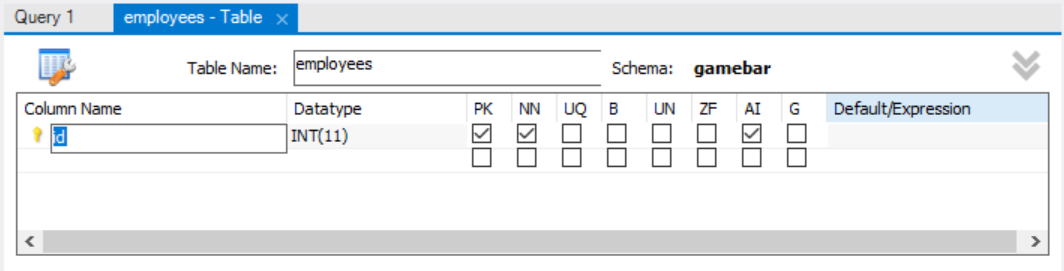 Query 1 employees - Table ×
Table Name: employees Schema: gamebar
Column Name Datatype PK NN UQ B UN ZF AI G Default/Expression
id INT(11)